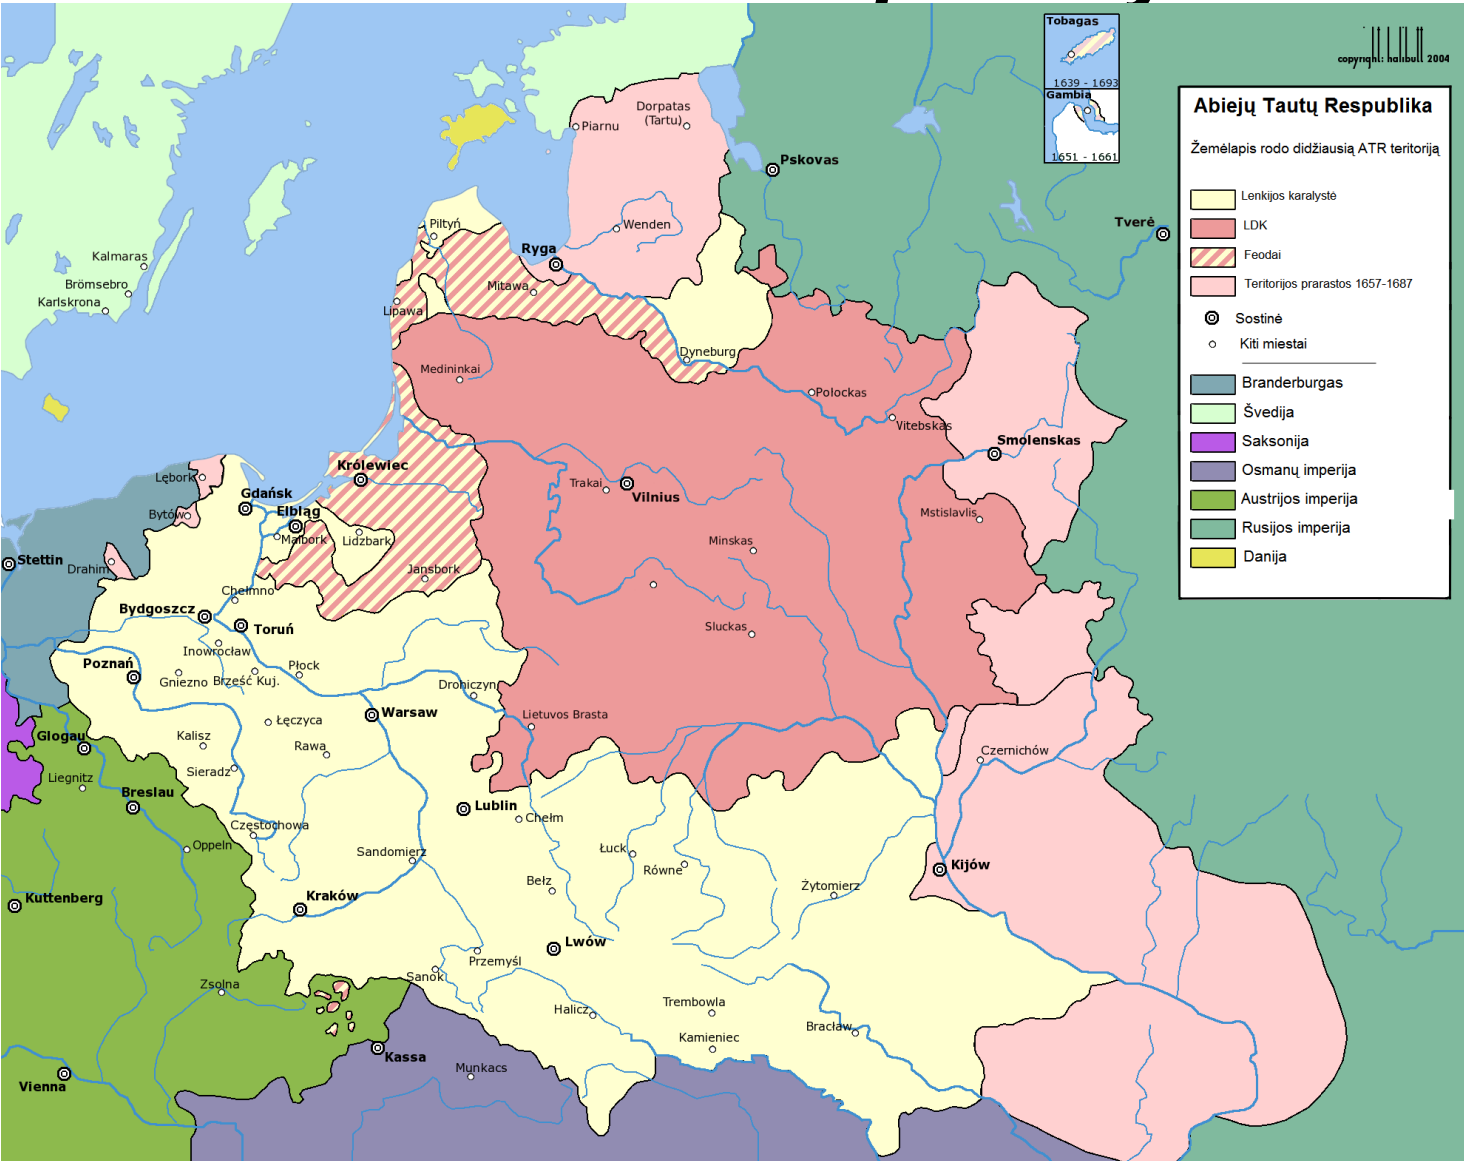 Tobagas
1639 - 1693
Gambia
1651 - 1661
copyright: halibutt 2004
Abiejų Tautų Respublika
Žemėlapis rodo didžiausią ATR teritoriją
Lenkijos karalystė
LDK
Feodai
Teritorijos prarastos 1657-1687
Sostinė
Kiti miestai
Branderburgas
Švedija
Saksonija
Osmanų imperija
Austrijos imperija
Rusijos imperija
Danija
Dorpatas
(Tartu)
Piarnu
Pskovas
Tverė
Piltyń
Wenden
Ryga
Kalmaras
Brömsebro
Karlskrona
Mitawa
Lipawa
Dyneburg
Medininkai
Połockas
Vitebskas
Smolenskas
Królewiec
Lębork
Gdańsk
Bytów
Elbląg
Malbork
Lidzbark
Trakai
Vilnius
Mstislavlis
Minskas
Stettin
Drahim
Jansbork
Chełmno
Bydgoszcz
Toruń
Sluckas
Inowrocław
Poznań
Gniezno
Brześć Kuj.
Płock
Drohiczyn
Warsaw
Lietuvos Brasta
Łęczyca
Glogau
Kalisz
Rawa
Czernichów
Sieradz
Liegnitz
Breslau
Lublin
Chełm
Częstochowa
Oppeln
Sandomierz
Łuck
Równe
Kijów
Bełz
Żytomierz
Kuttenberg
Kraków
Lwów
Przemyśl
Sanok
Zsolna
Halicz
Trembowla
Bracław
Kamieniec
Kassa
Munkacs
Vienna